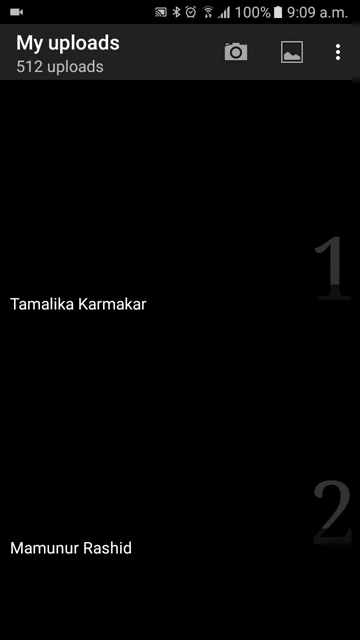 100% 9:09 a.m.
My uploads
512 uploads
1
Tamalika Karmakar
2
Mamunur Rashid